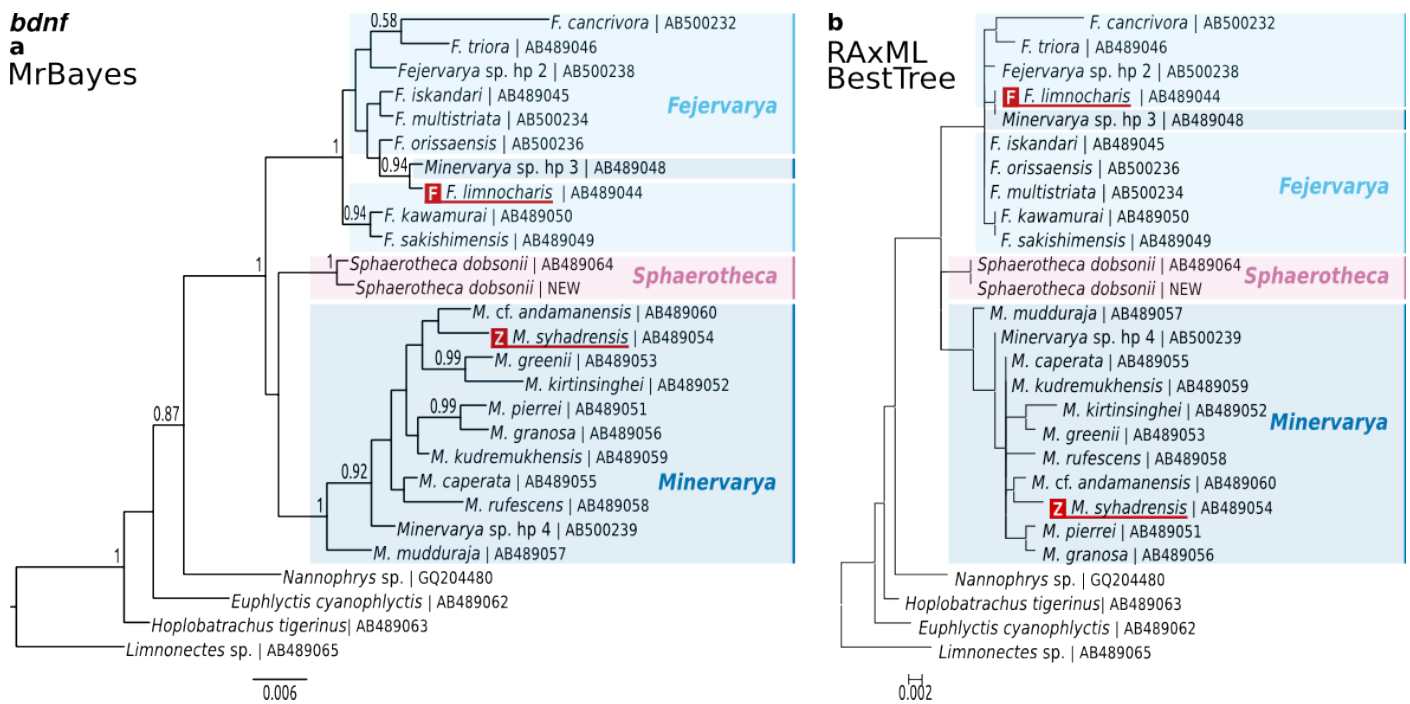 bdnf
a
MrBayes
0.58
F. cancrivora | AB500232
F. triora | AB489046
Fejervarya sp. hp 2 | AB500238
F. iskandari | AB489045
Fejervarya
F. multistriata | AB500234
1
F. orissaensis | AB500236
0.94
Minervarya sp. hp 3 | AB489048
F F. limnocharis | AB489044
0.94
F. kawamurai | AB489050
F. sakishimensis | AB489049
1
1
Sphaerotheca dobsonii | AB489064
Sphaerotheca
Sphaerotheca dobsonii | NEW
M. cf. andamanensis | AB489060
Z M. syhadrensis | AB489054
0.99
M. greenii | AB489053
M. kirtinsinghei | AB489052
0.87
0.99
M. pierrei | AB489051
M. granosa | AB489056
M. kudremukhensis | AB489059
0.92
M. caperata | AB489055
Minervarya
1
M. rufescens | AB489058
Minervarya sp. hp 4 | AB500239
M. mudduraja | AB489057
1
Nannophrys sp. | GQ204480
Euphlyctis cyanophlyctis | AB489062
Hoplobatrachus tigerinus| AB489063
Limnonectes sp. | AB489065
0.006
b
RAxML
BestTree
F. cancrivora | AB500232
F. triora | AB489046
Fejervarya sp. hp 2 | AB500238
F F. limnocharis | AB489044
Minervarya sp. hp 3 | AB489048
F. iskandari | AB489045
F. orissaensis | AB500236
Fejervarya
F. multistriata | AB500234
F. kawamurai | AB489050
F. sakishimensis | AB489049
Sphaerotheca dobsonii | AB489064
Sphaerotheca
Sphaerotheca dobsonii | NEW
M. mudduraja | AB489057
Minervarya sp. hp 4 | AB500239
M. caperata | AB489055
M. kudremukhensis | AB489059
M. kirtinsinghei | AB489052
Minervarya
M. greenii | AB489053
M. rufescens | AB489058
M. cf. andamanensis | AB489060
Z M. syhadrensis | AB489054
M. pierrei | AB489051
M. granosa | AB489056
Nannophrys sp. | GQ204480
Hoplobatrachus tigerinus| AB489063
Euphlyctis cyanophlyctis | AB489062
Limnonectes sp. | AB489065
0.002